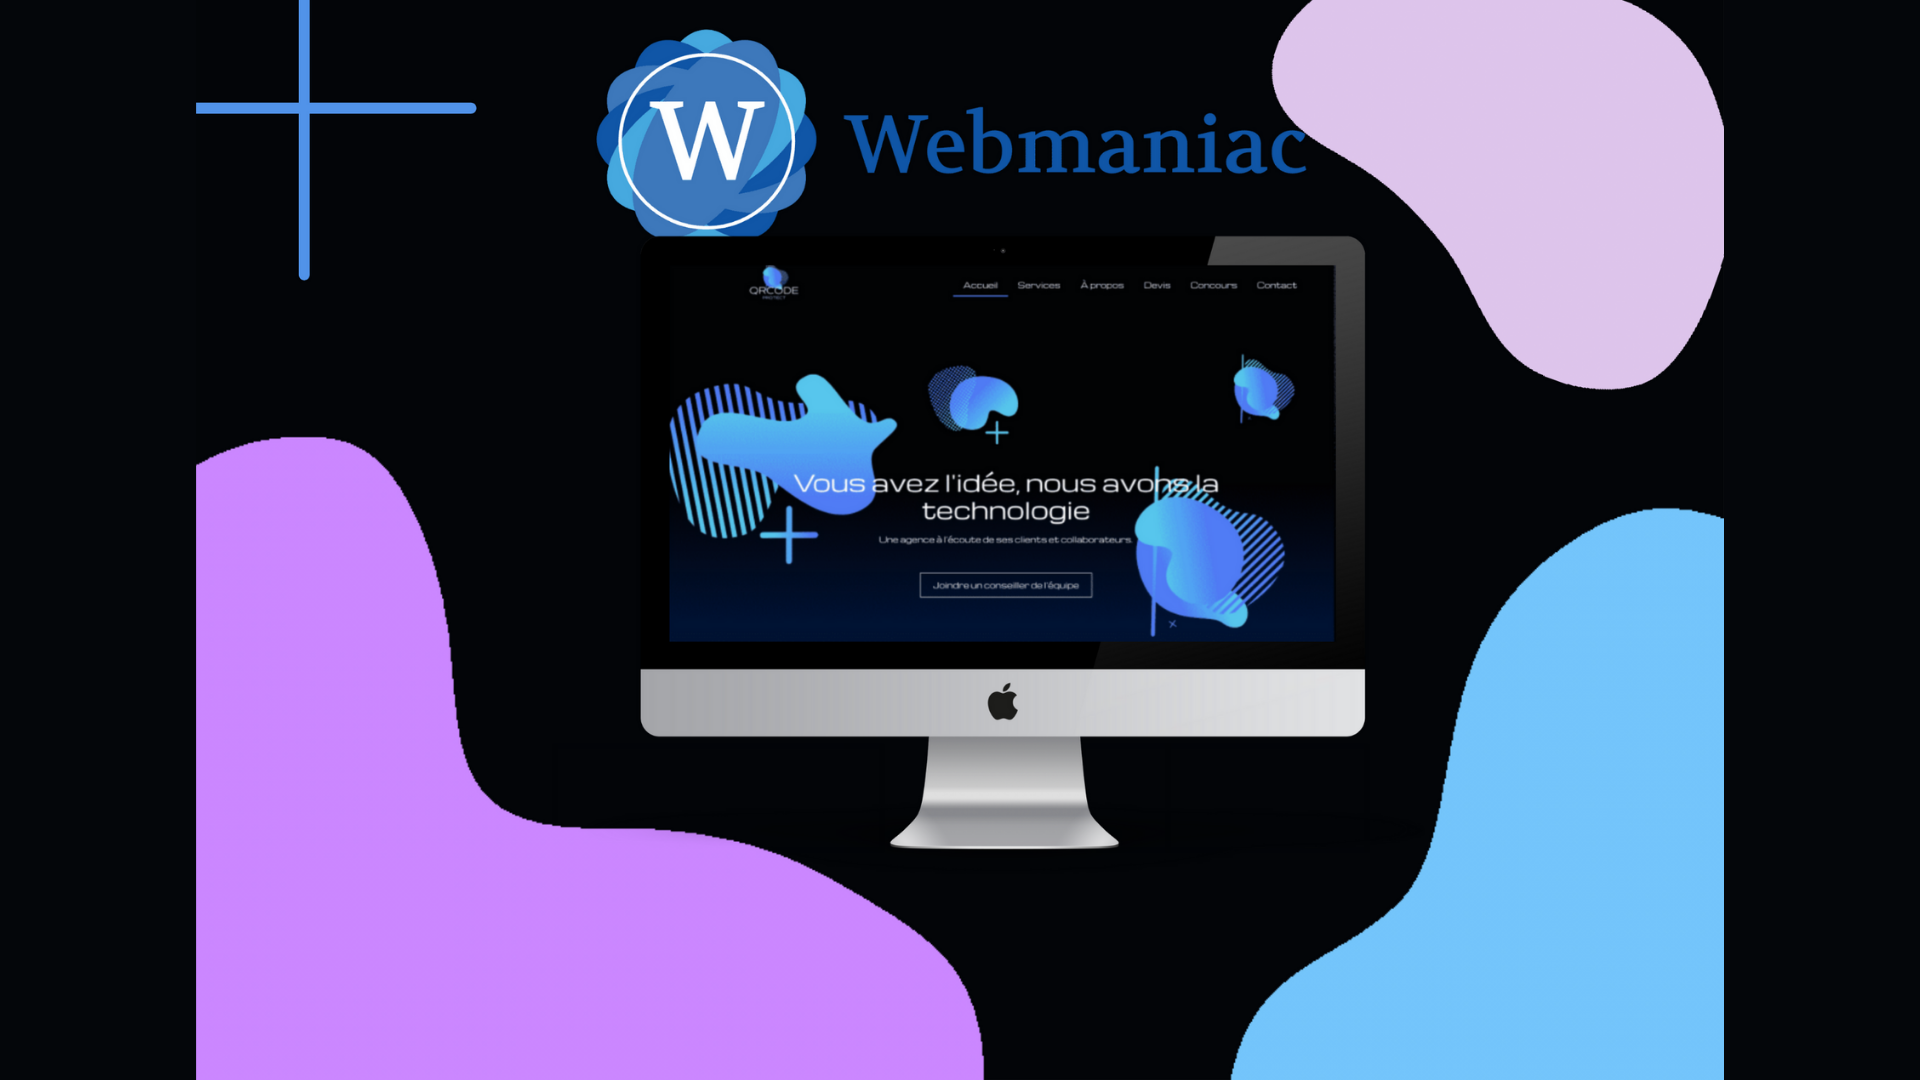 W
Webmaniac
QRCODE
PROTECT
Accueil Services À propos Devis Concours Contact
Vous avez l'idée, nous avons la
technologie
Une agence à l'écoute de ses clients et collaborateurs.
Joindre un conseiller de l'équipe